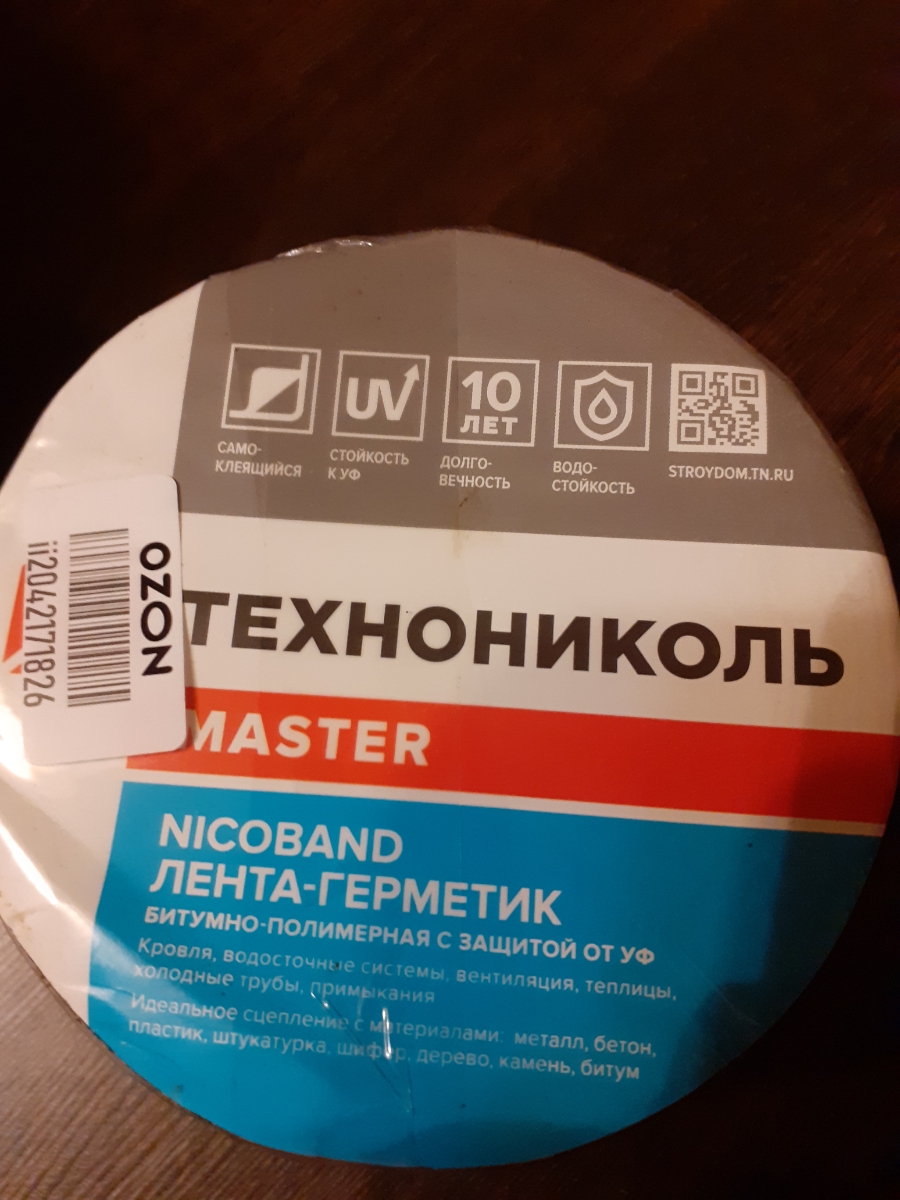 UV
10
ЛЕТ
САМО-
КЛЕЯЩИЙСЯ
СТОЙКОСТЬ
К УФ
ДОЛГО-
ВЕЧНОСТЬ
ВОДО-
СТОЙКОСТЬ
STROYDOM.TN.RU
OZON
ii2042171826
ТЕХНОНИКОЛЬ
MASTER
NICOBAND
ЛЕНТА-ГЕРМЕТИК
БИТУМНО-ПОЛИМЕРНАЯ С ЗАЩИТОЙ ОТ УФ
Кровля, водосточные системы, вентиляция, теплицы,
холодные трубы, примыкания
Идеальное сцепление с материалами: металл, бетон,
пластик, штукатурка, шифер, дерево, камень, битум